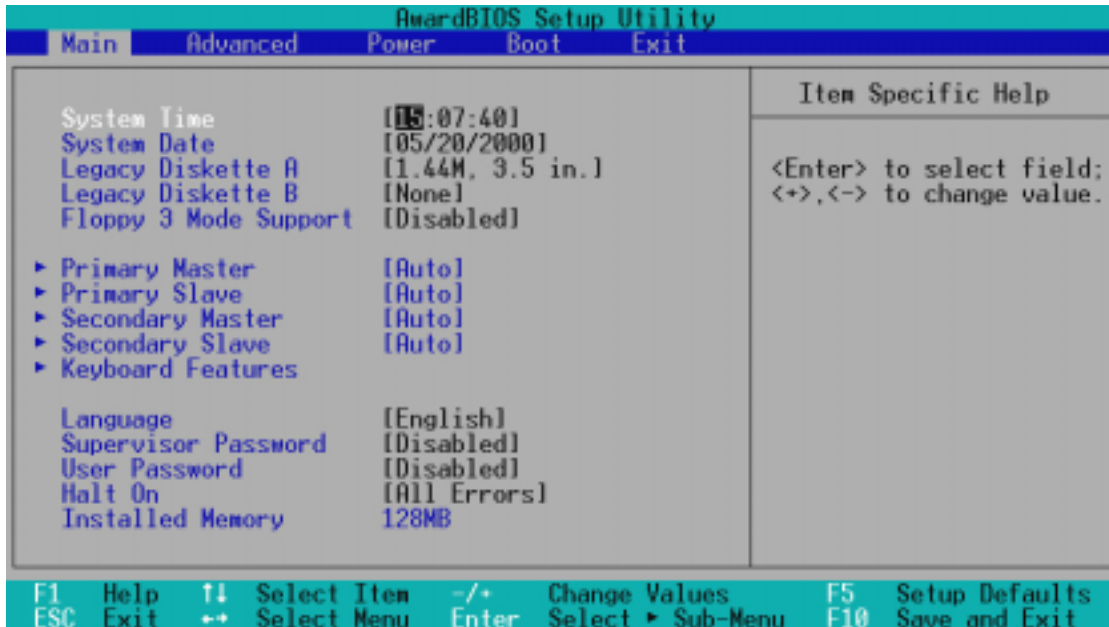 AwardBIOS Setup Utility
Main Advanced Power Boot Exit
Item Specific Help
System Time [15:07:40]
System Date [05/20/2000]
Legacy Diskette A [1.44M, 3.5 in.]
Legacy Diskette B [None]
Floppy 3 Mode Support [Disabled]
▶ Primary Master [Auto]
▶ Primary Slave [Auto]
▶ Secondary Master [Auto]
▶ Secondary Slave [Auto]
▶ Keyboard Features
Language [English]
Supervisor Password [Disabled]
User Password [Disabled]
Halt On [All Errors]
Installed Memory 128MB
<Enter> to select field;
<+>,<-> to change value.
F1 Help ↑↓ Select Item -/+ Change Values F5 Setup Defaults
ESC Exit ←→ Select Menu Enter Select ▶ Sub-Menu F10 Save and Exit